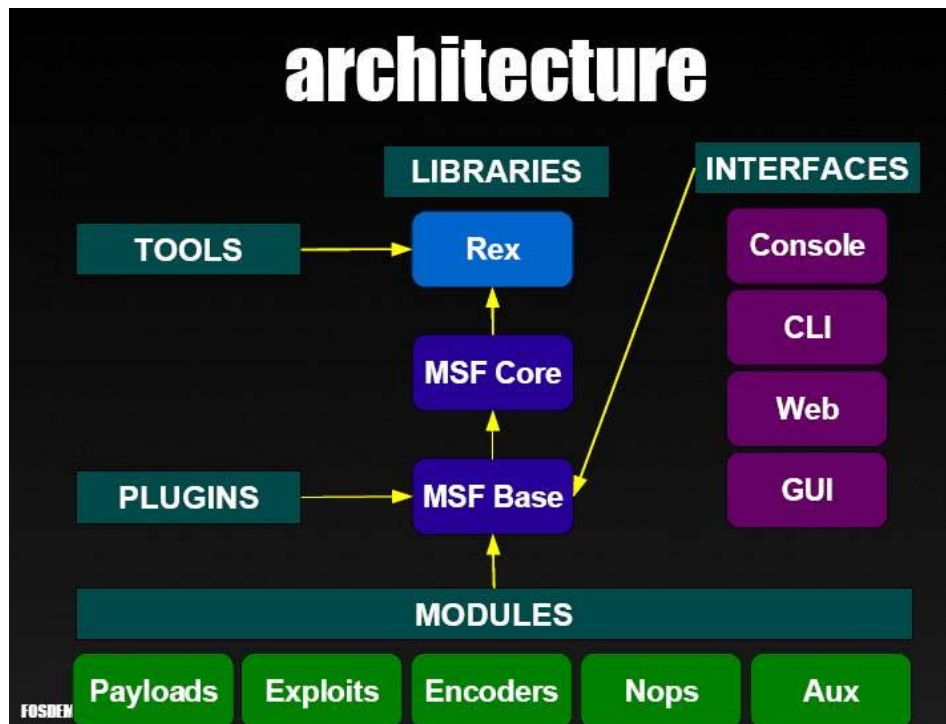 architecture
LIBRARIES
INTERFACES
TOOLS
Rex
Console
CLI
MSF Core
Web
PLUGINS
MSF Base
GUI
MODULES
Payloads
Exploits
Encoders
Nops
Aux